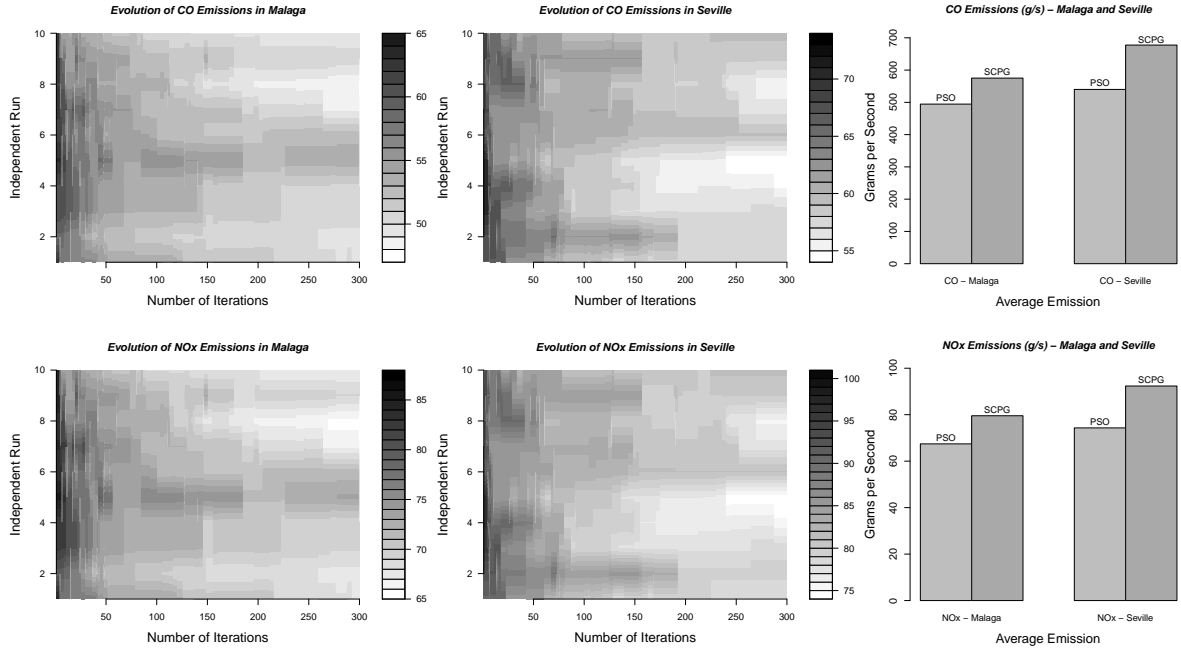 Evolution of CO Emissions in Malaga
Independent Run
10
8
6
4
2
50
100
150
200
250
300
Number of Iterations
65
60
55
50
Evolution of CO Emissions in Seville
Independent Run
10
8
6
4
2
50
100
150
200
250
300
Number of Iterations
70
65
60
55
CO Emissions (g/s) – Malaga and Seville
Grams per Second
700
600
500
400
300
200
100
0
PSO
SCPG
PSO
SCPG
CO – Malaga
CO – Seville
Average Emission
Evolution of NOx Emissions in Malaga
Independent Run
10
8
6
4
2
50
100
150
200
250
300
Number of Iterations
85
80
75
70
65
Evolution of NOx Emissions in Seville
Independent Run
10
8
6
4
2
50
100
150
200
250
300
Number of Iterations
100
95
90
85
80
75
NOx Emissions (g/s) – Malaga and Seville
Grams per Second
100
80
60
40
20
0
PSO
SCPG
PSO
SCPG
NOx – Malaga
NOx – Seville
Average Emission